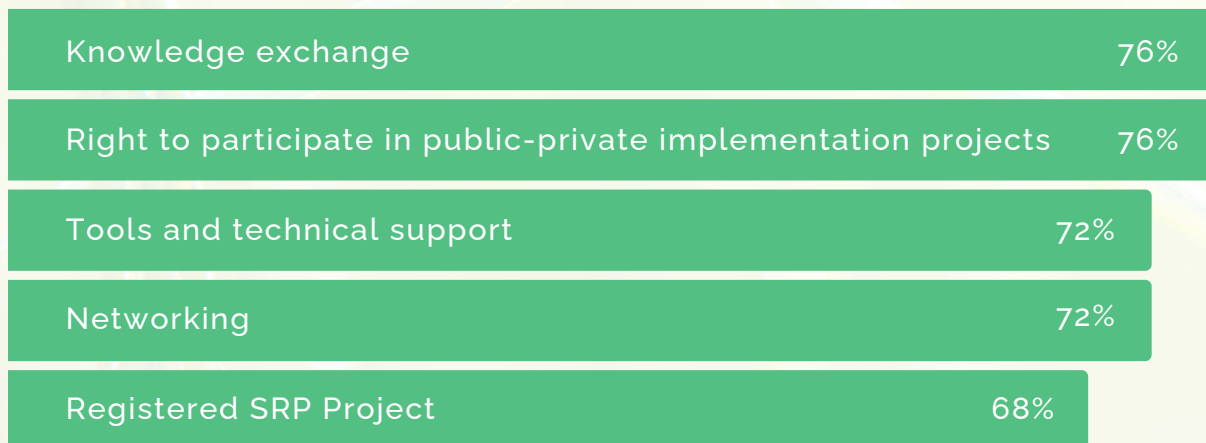 Knowledge exchange 76%
Right to participate in public-private implementation projects 76%
Tools and technical support 72%
Networking 72%
Registered SRP Project 68%